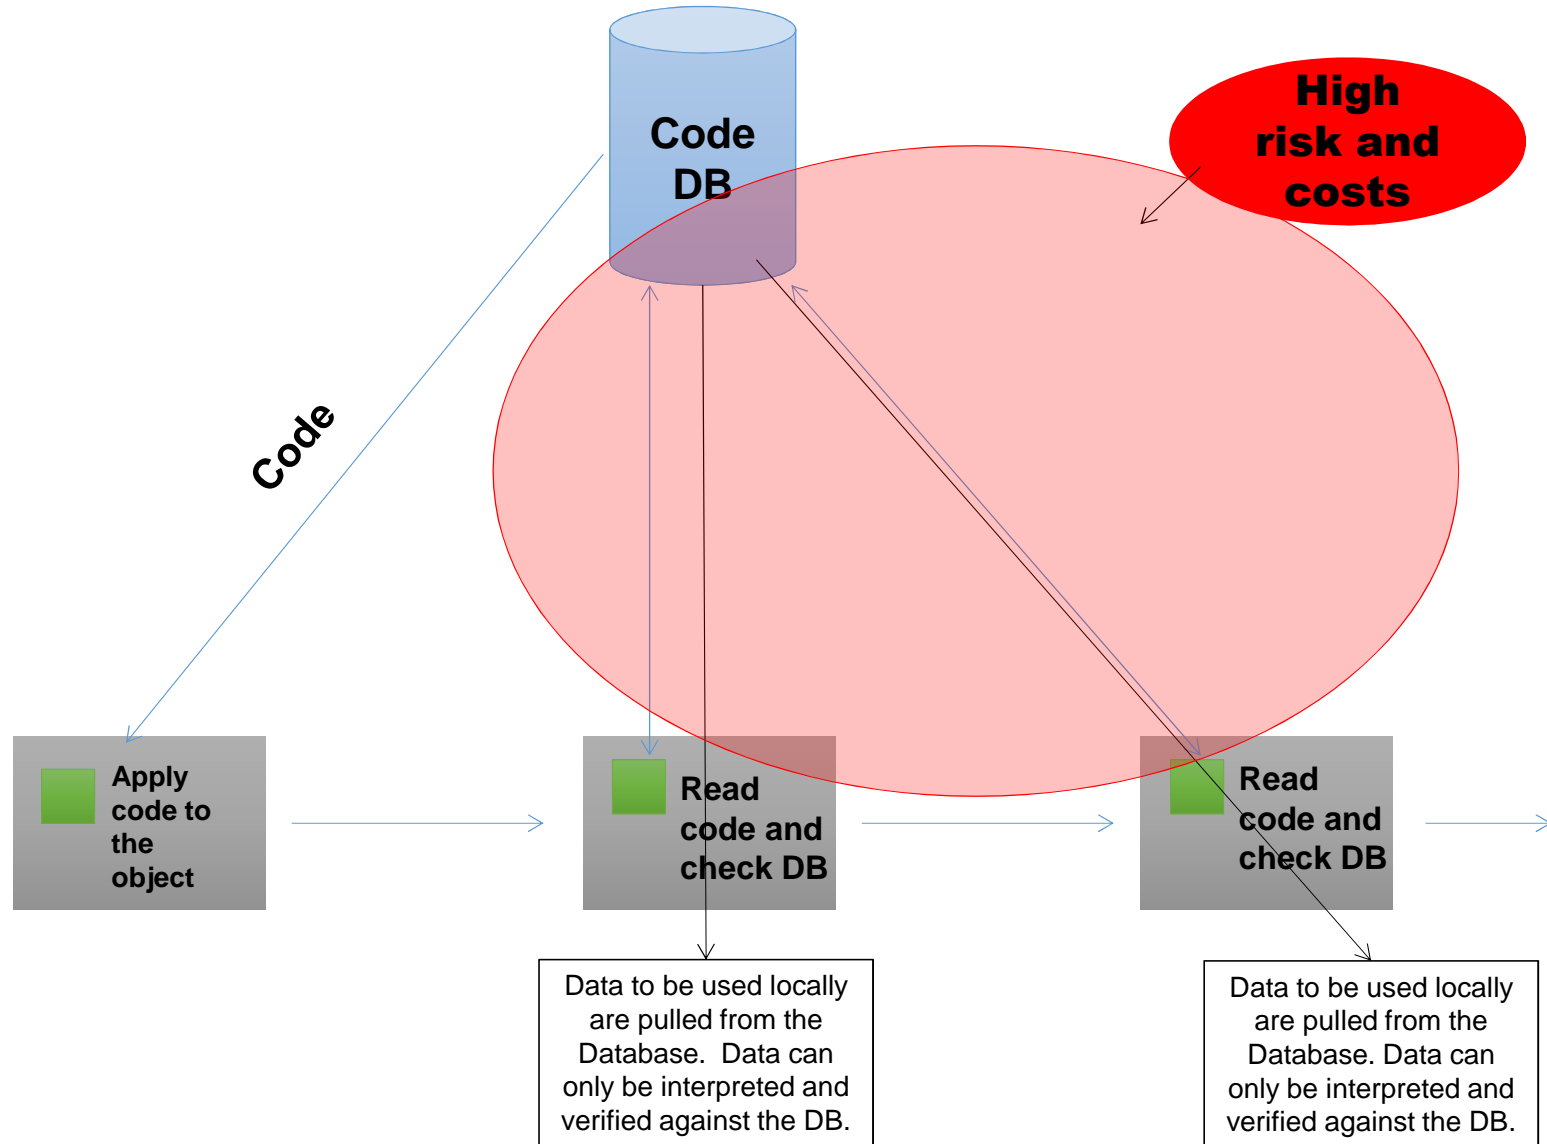 Code
DB
High
risk and
costs
Code
Apply
code to
the
object
Read
code and
check DB
Read
code and
check DB
Data to be used locally
are pulled from the
Database.  Data can
only be interpreted and
verified against the DB.
Data to be used locally
are pulled from the
Database. Data can
only be interpreted and
verified against the DB.